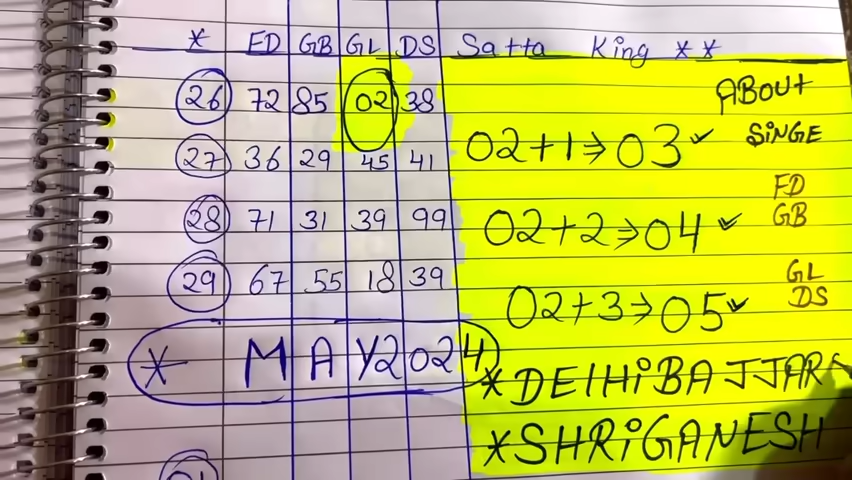 * FD GB GL DS Satta King **
26 72 85 02 38
27 36 29 45 41
28 71 31 39 99
29 67 55 18 39
* MAY2024
ABOUT
SiNGE
02+1⇒03✓
FD
GB
02+2⇒04✓
GL
DS
02+3⇒05✓
*DElHiBAJJAR
*SHRiGANESH
01